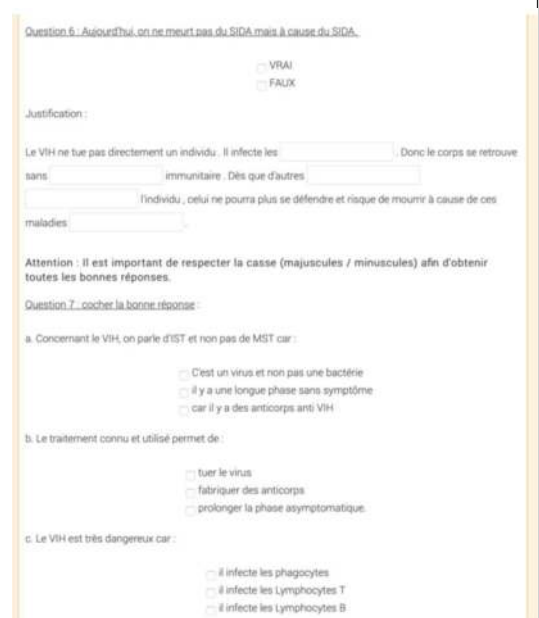 Question 6 : Aujourd'hui, on ne meurt pas du SIDA mais à cause du SIDA.
VRAI
FAUX
Justification :
Le VIH ne tue pas directement un individu . Il infecte les . Donc le corps se retrouve
sans immunitaire . Dès que d'autres
l'individu , celui ne pourra plus se défendre et risque de mourrir à cause de ces
maladies .
Attention : Il est important de respecter la casse (majuscules / minuscules) afin d'obtenir
toutes les bonnes réponses.
Question 7 : cocher la bonne réponse :
a. Concernant le VIH, on parle d'IST et non pas de MST car :
C'est un virus et non pas une bactérie
il y a une longue phase sans symptôme
car il y a des anticorps anti VIH
b. Le traitement connu et utilisé permet de :
tuer le virus
fabriquer des anticorps
prolonger la phase asymptomatique.
c. Le VIH est très dangereux car :
il infecte les phagocytes
il infecte les Lymphocytes T
il infecte les Lymphocytes B